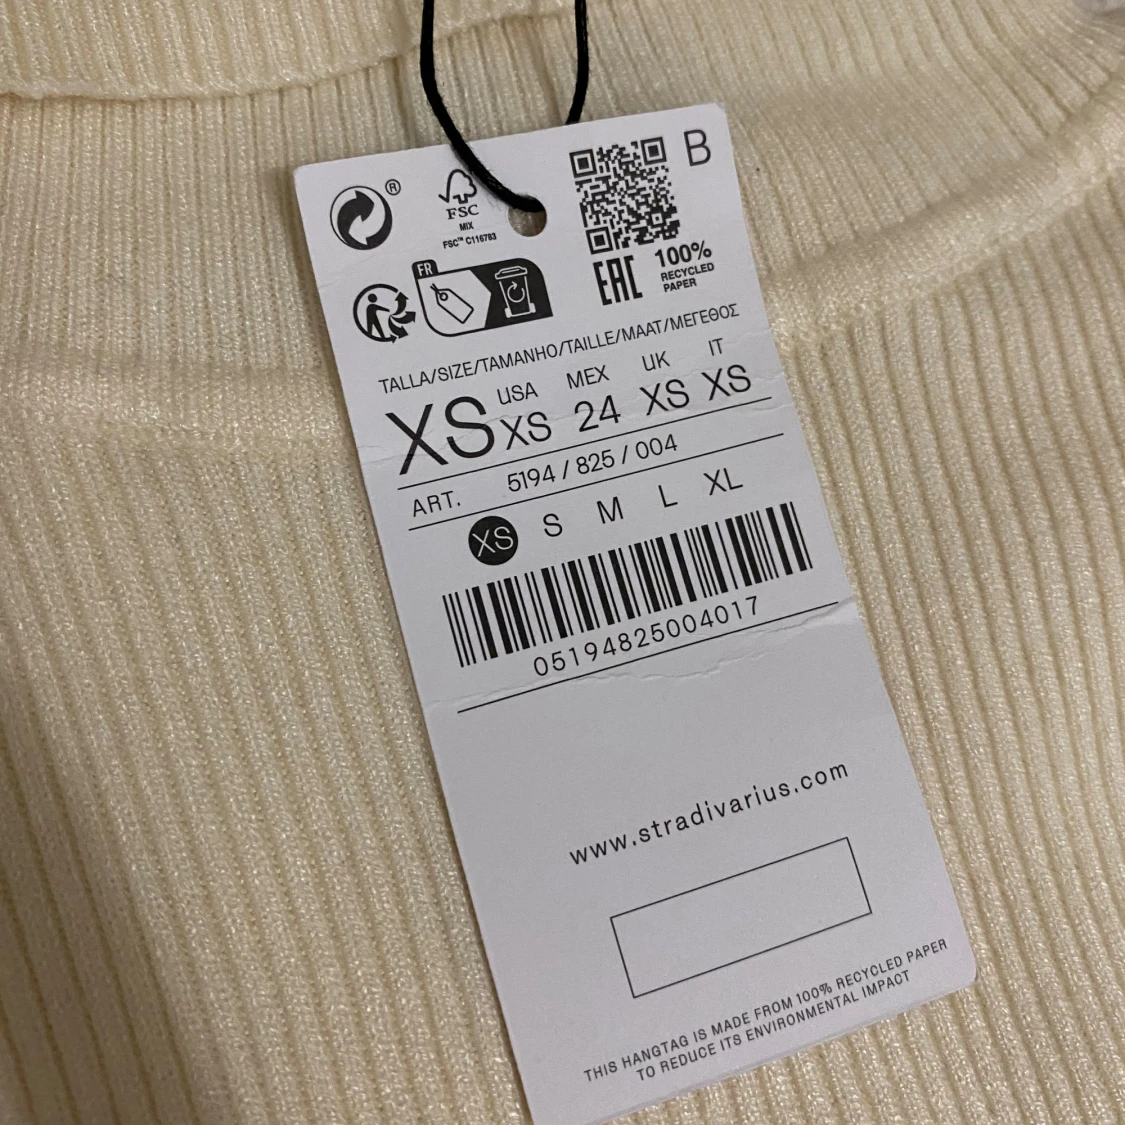 B
®
FSC
MIX
FSC™ C116783
FR
EAC
100%
RECYCLED
PAPER
TALLA/SIZE/TAMANHO/TAILLE/MAAT/ΜΕΓΕΘΟΣ
USA MEX UK IT
XS XS 24 XS XS
ART. 5194 / 825 / 004
XS S M L XL
05194825004017
www.stradivarius.com
THIS HANGTAG IS MADE FROM 100% RECYCLED PAPER
TO REDUCE ITS ENVIRONMENTAL IMPACT